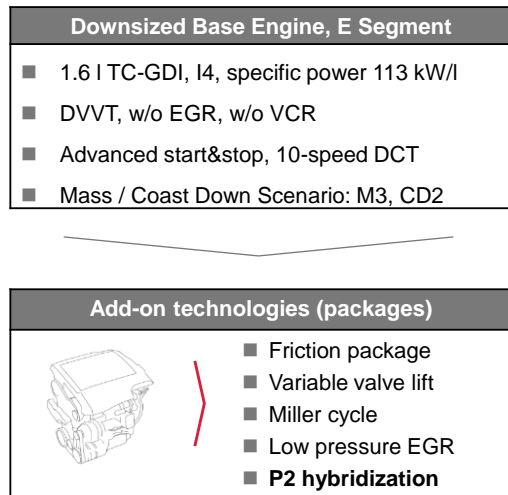 Downsized Base Engine, E Segment
■ 1.6 l TC-GDI, I4, specific power 113 kW/l
■ DVVT, w/o EGR, w/o VCR
■ Advanced start&stop, 10-speed DCT
■ Mass / Coast Down Scenario: M3, CD2
Add-on technologies (packages)
■ Friction package
■ Variable valve lift
■ Miller cycle
■ Low pressure EGR
■ P2 hybridization